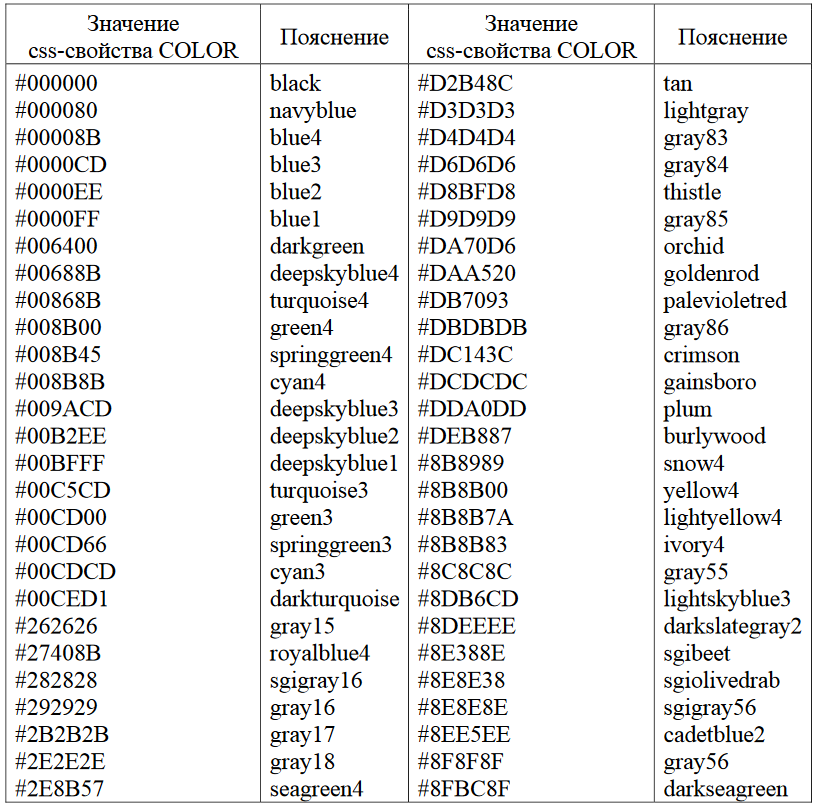 Значение css-свойства COLOR | Пояснение | Значение css-свойства COLOR | Пояснение
#000000 black #D2B48C tan
#000080 navyblue #D3D3D3 lightgray
#00008B blue4 #D4D4D4 gray83
#0000CD blue3 #D6D6D6 gray84
#0000EE blue2 #D8BFD8 thistle
#0000FF blue1 #D9D9D9 gray85
#006400 darkgreen #DA70D6 orchid
#00688B deepskyblue4 #DAA520 goldenrod
#00868B turquoise4 #DB7093 palevioletred
#008B00 green4 #DBDBDB gray86
#008B45 springgreen4 #DC143C crimson
#008B8B cyan4 #DCDCDC gainsboro
#009ACD deepskyblue3 #DDA0DD plum
#00B2EE deepskyblue2 #DEB887 burlywood
#00BFFF deepskyblue1 #8B8989 snow4
#00C5CD turquoise3 #8B8B00 yellow4
#00CD00 green3 #8B8B7A lightyellow4
#00CD66 springgreen3 #8B8B83 ivory4
#00CDCD cyan3 #8C8C8C gray55
#00CED1 darkturquoise #8DB6CD lightskyblue3
#262626 gray15 #8DEEEE darkslategray2
#27408B royalblue4 #8E388E sgibeet
#282828 sgigray16 #8E8E38 sgiolivedrab
#292929 gray16 #8E8E8E sgigray56
#2B2B2B gray17 #8EE5EE cadetblue2
#2E2E2E gray18 #8F8F8F gray56
#2E8B57 seagreen4 #8FBC8F darkseagreen